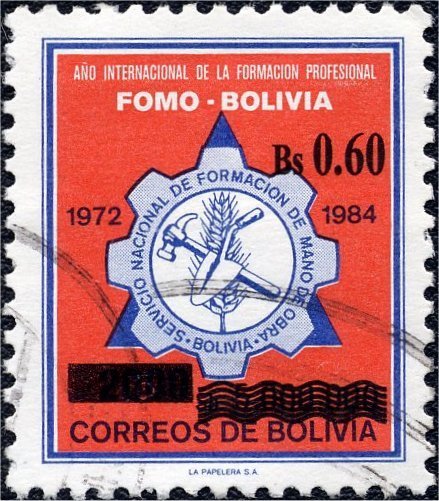 AÑO INTERNACIONAL DE LA FORMACION PROFESIONAL
FOMO - BOLIVIA
Bs 0.60
1972
1984
SERVICIO NACIONAL DE FORMACION DE MANO DE OBRA
• BOLIVIA •
CORREOS DE BOLIVIA
LA PAPELERA S.A.